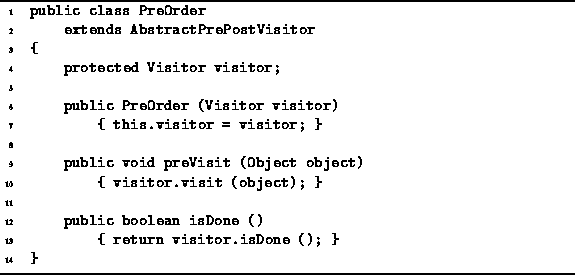 1 public class PreOrder
2 extends AbstractPrePostVisitor
3 {
4 protected Visitor visitor;
5
6 public PreOrder (Visitor visitor)
7 { this.visitor = visitor; }
8
9 public void preVisit (Object object)
10 { visitor.visit (object); }
11
12 public boolean isDone ()
13 { return visitor.isDone (); }
14 }